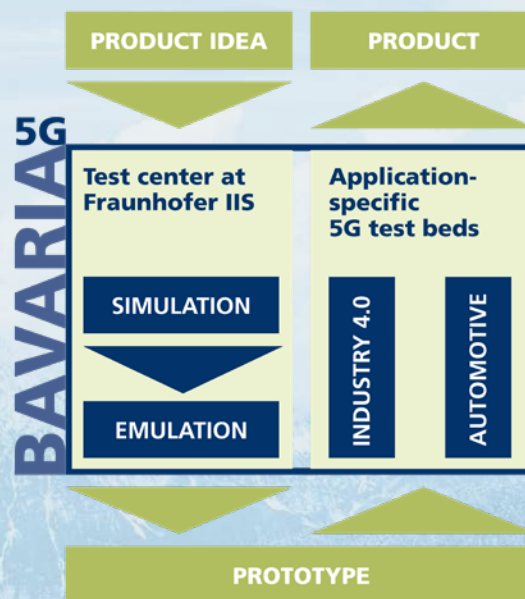 PRODUCT IDEA
PRODUCT
5G
BAVARIA
Test center at
Fraunhofer IIS
SIMULATION
EMULATION
Application-
specific
5G test beds
INDUSTRY 4.0
AUTOMOTIVE
PROTOTYPE